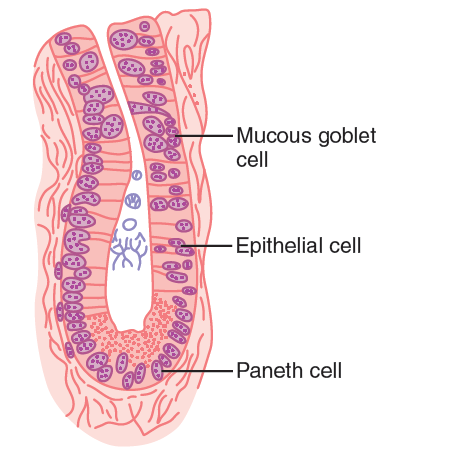 Mucous goblet
cell
Epithelial cell
Paneth cell